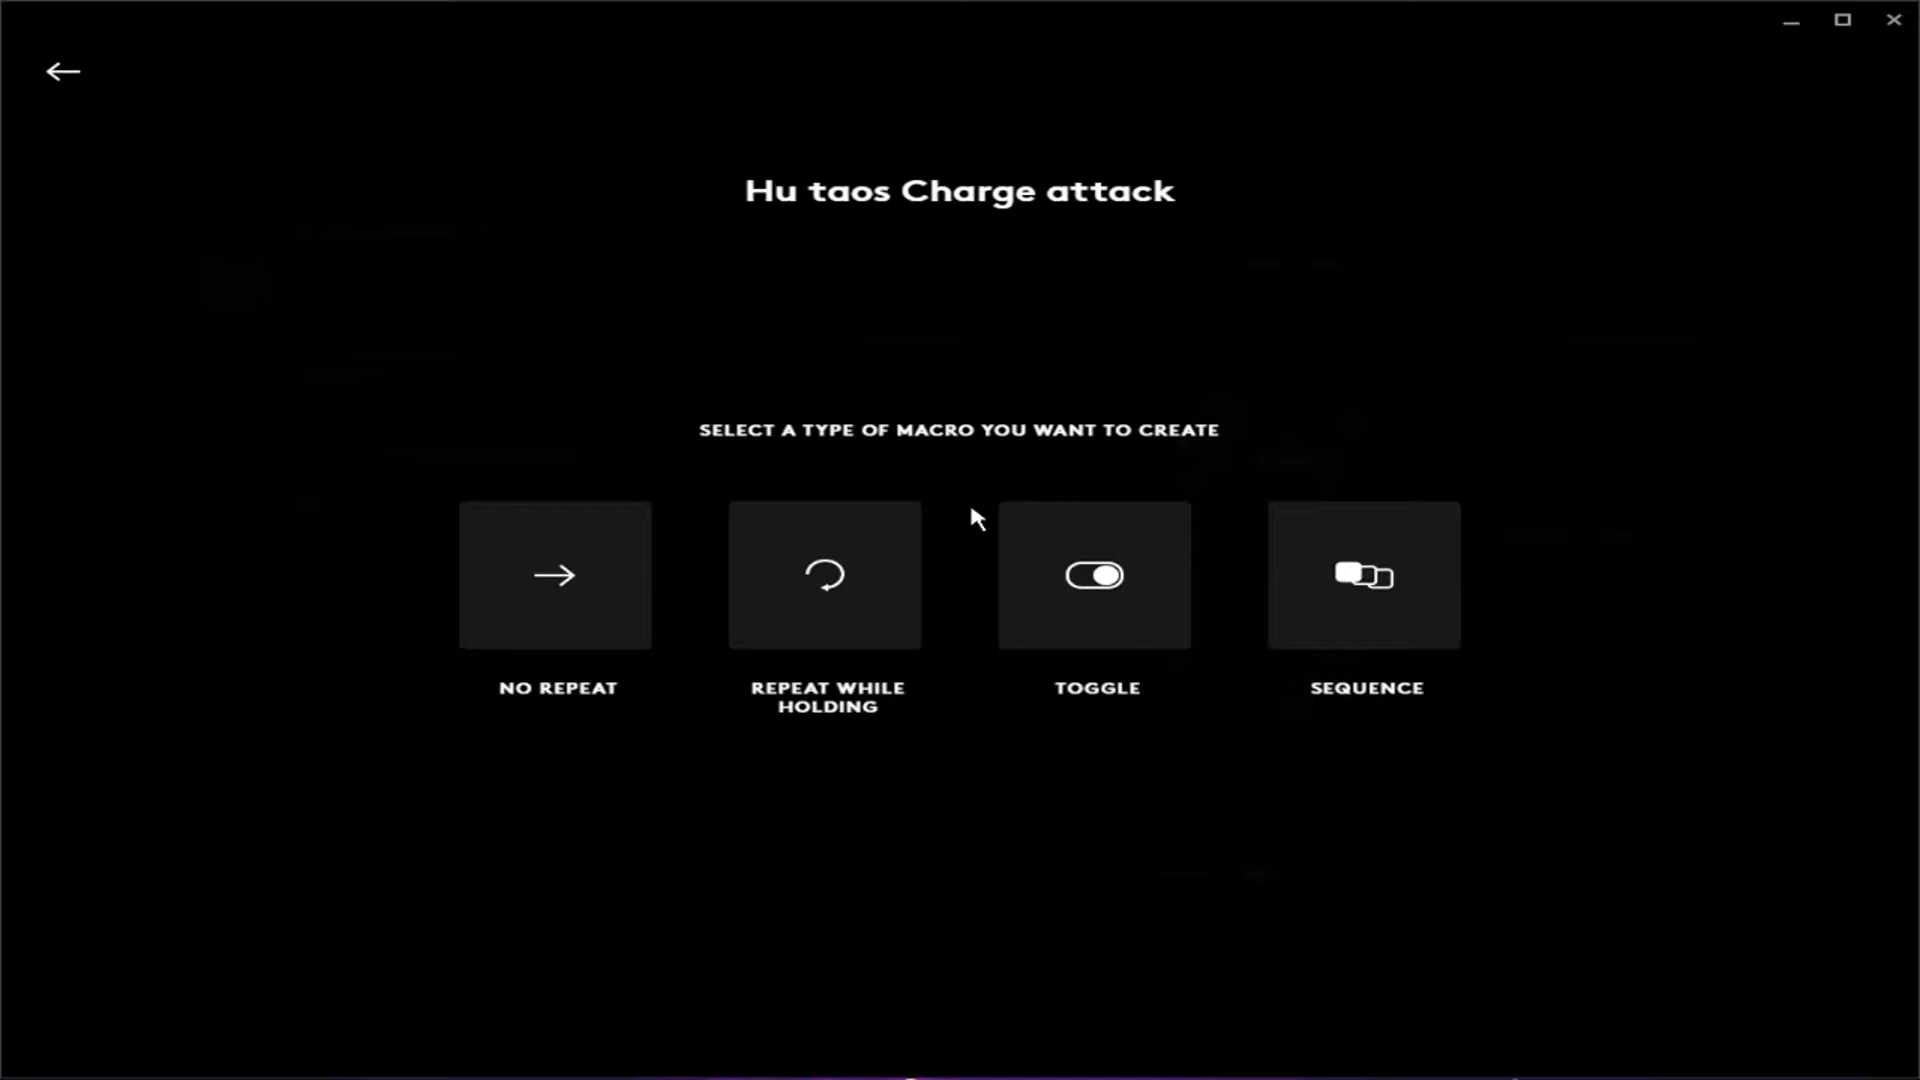 Hu taos Charge attack
SELECT A TYPE OF MACRO YOU WANT TO CREATE
NO REPEAT
REPEAT WHILE
HOLDING
TOGGLE
SEQUENCE